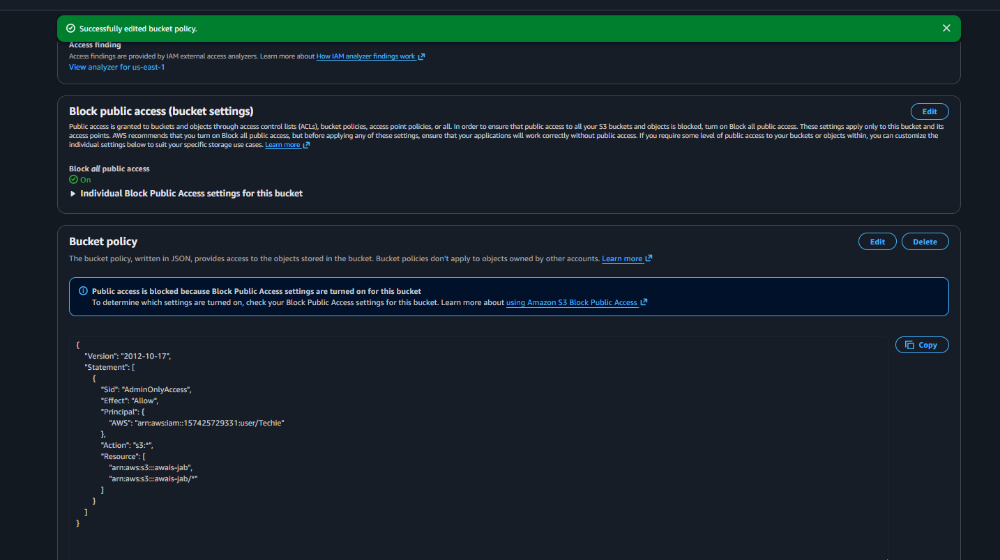 Successfully edited bucket policy.
Access finding
Access findings are provided by IAM external access analyzers. Learn more about How IAM analyzer findings work
View analyzer for us-east-1
Block public access (bucket settings)
Edit
Public access is granted to buckets and objects through access control lists (ACLs), bucket policies, access point policies, or all. In order to ensure that public access to all your S3 buckets and objects is blocked, turn on Block all public access. These settings apply only to this bucket and its
access points. AWS recommends that you turn on Block all public access, but before applying any of these settings, ensure that your applications will work correctly without public access. If you require some level of public access to your buckets or objects within, you can customize the
individual settings below to suit your specific storage use cases. Learn more
Block all public access
On
Individual Block Public Access settings for this bucket
Bucket policy
Edit
Delete
The bucket policy, written in JSON, provides access to the objects stored in the bucket. Bucket policies don't apply to objects owned by other accounts. Learn more
Public access is blocked because Block Public Access settings are turned on for this bucket
To determine which settings are turned on, check your Block Public Access settings for this bucket. Learn more about using Amazon S3 Block Public Access
Copy
{
"Version": "2012-10-17",
"Statement": [
{
"Sid": "AdminOnlyAccess",
"Effect": "Allow",
"Principal": {
"AWS": "arn:aws:iam::157425729331:user/Techie"
},
"Action": "s3:*",
"Resource": [
"arn:aws:s3:::awais-jab",
"arn:aws:s3:::awais-jab/*"
]
}
]
}